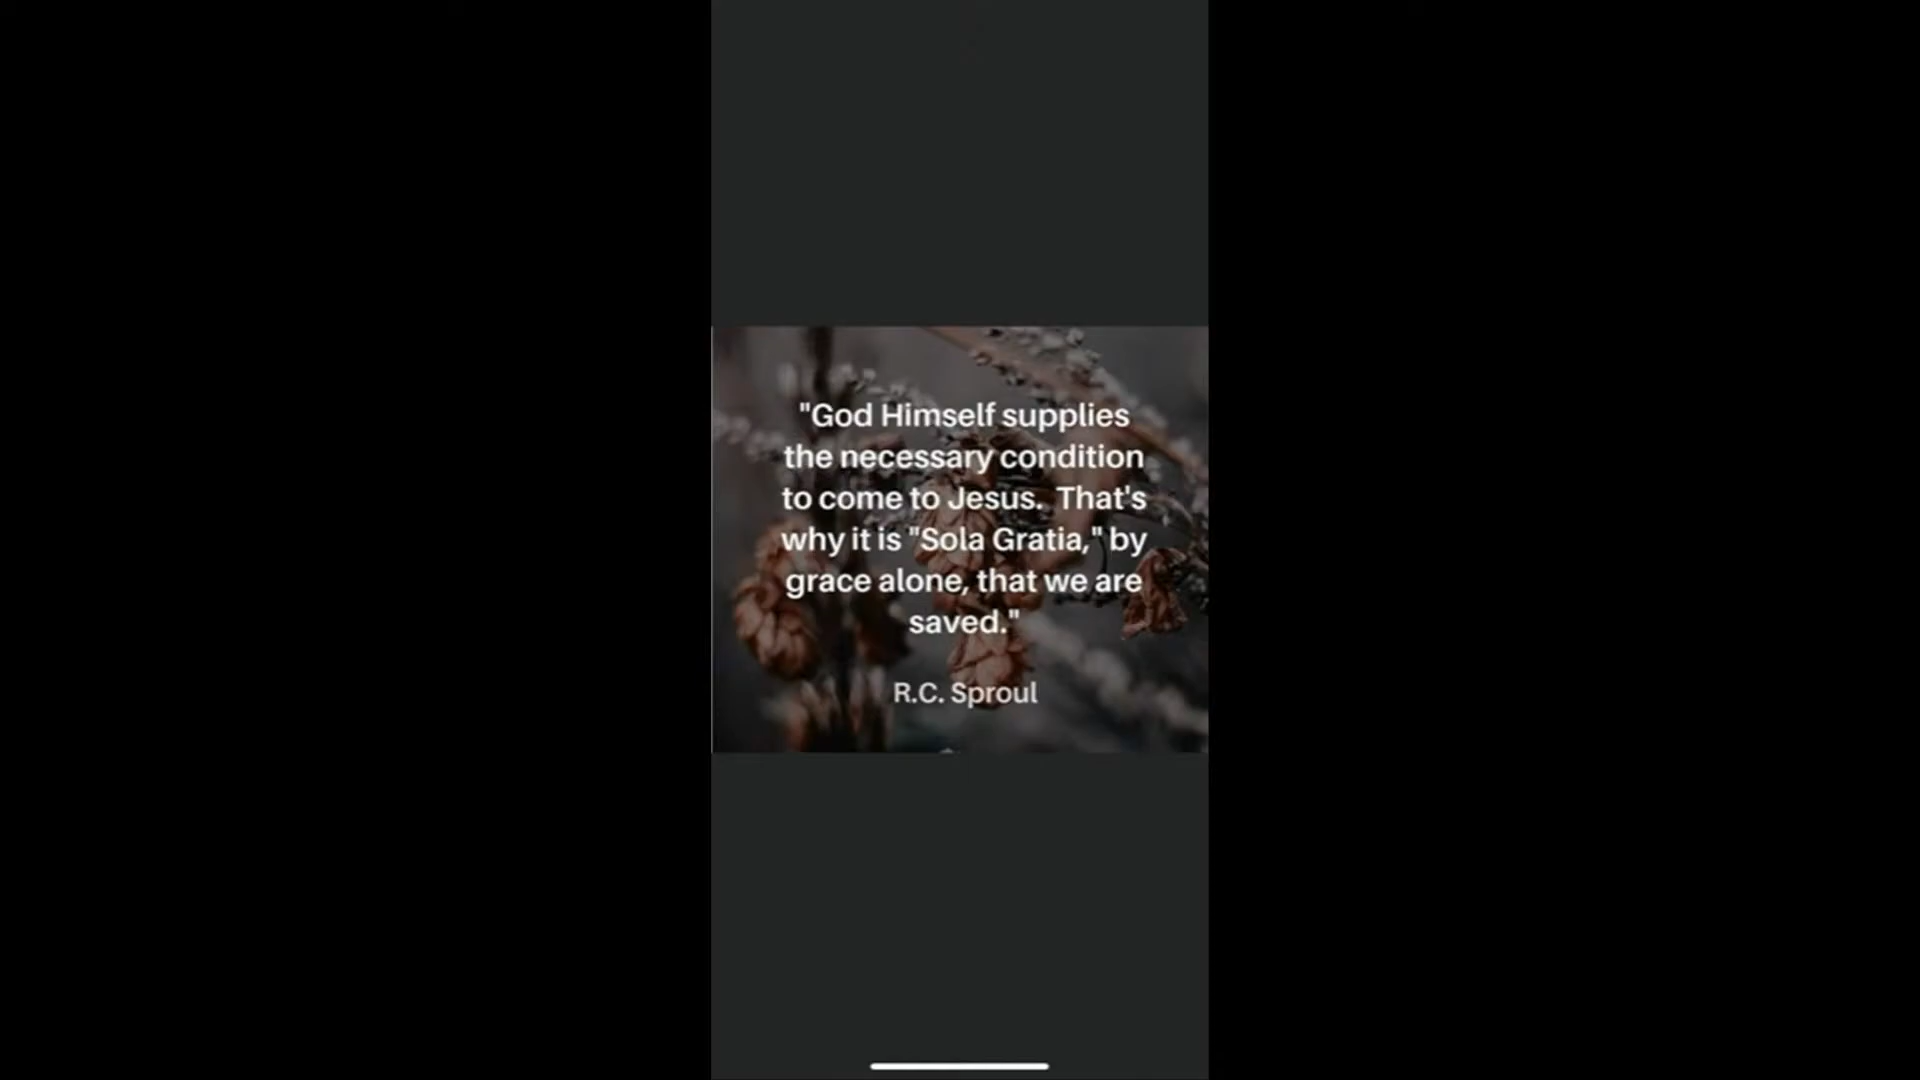 "God Himself supplies
the necessary condition
to come to Jesus.  That's
why it is "Sola Gratia," by
grace alone, that we are
saved."
R.C. Sproul